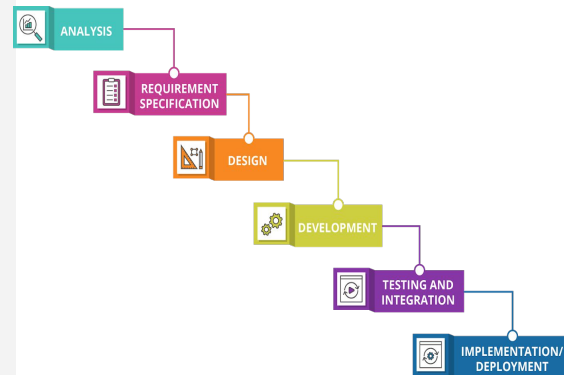 ANALYSIS
REQUIREMENT
SPECIFICATION
DESIGN
DEVELOPMENT
TESTING AND
INTEGRATION
IMPLEMENTATION/
DEPLOYMENT